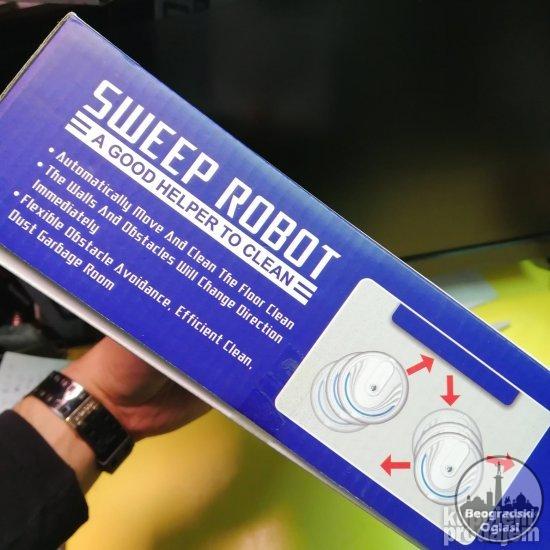 SWEEP ROBOT
A GOOD HELPER TO CLEAN
• Automatically Move And Clean The Floor Clean
• The Walls And Obstacles Will Change Direction
Immediately
• Flexible Obstacle Avoidance, Efficient Clean,
Dust Garbage Room
Beogradski
Oglasi
prodajem